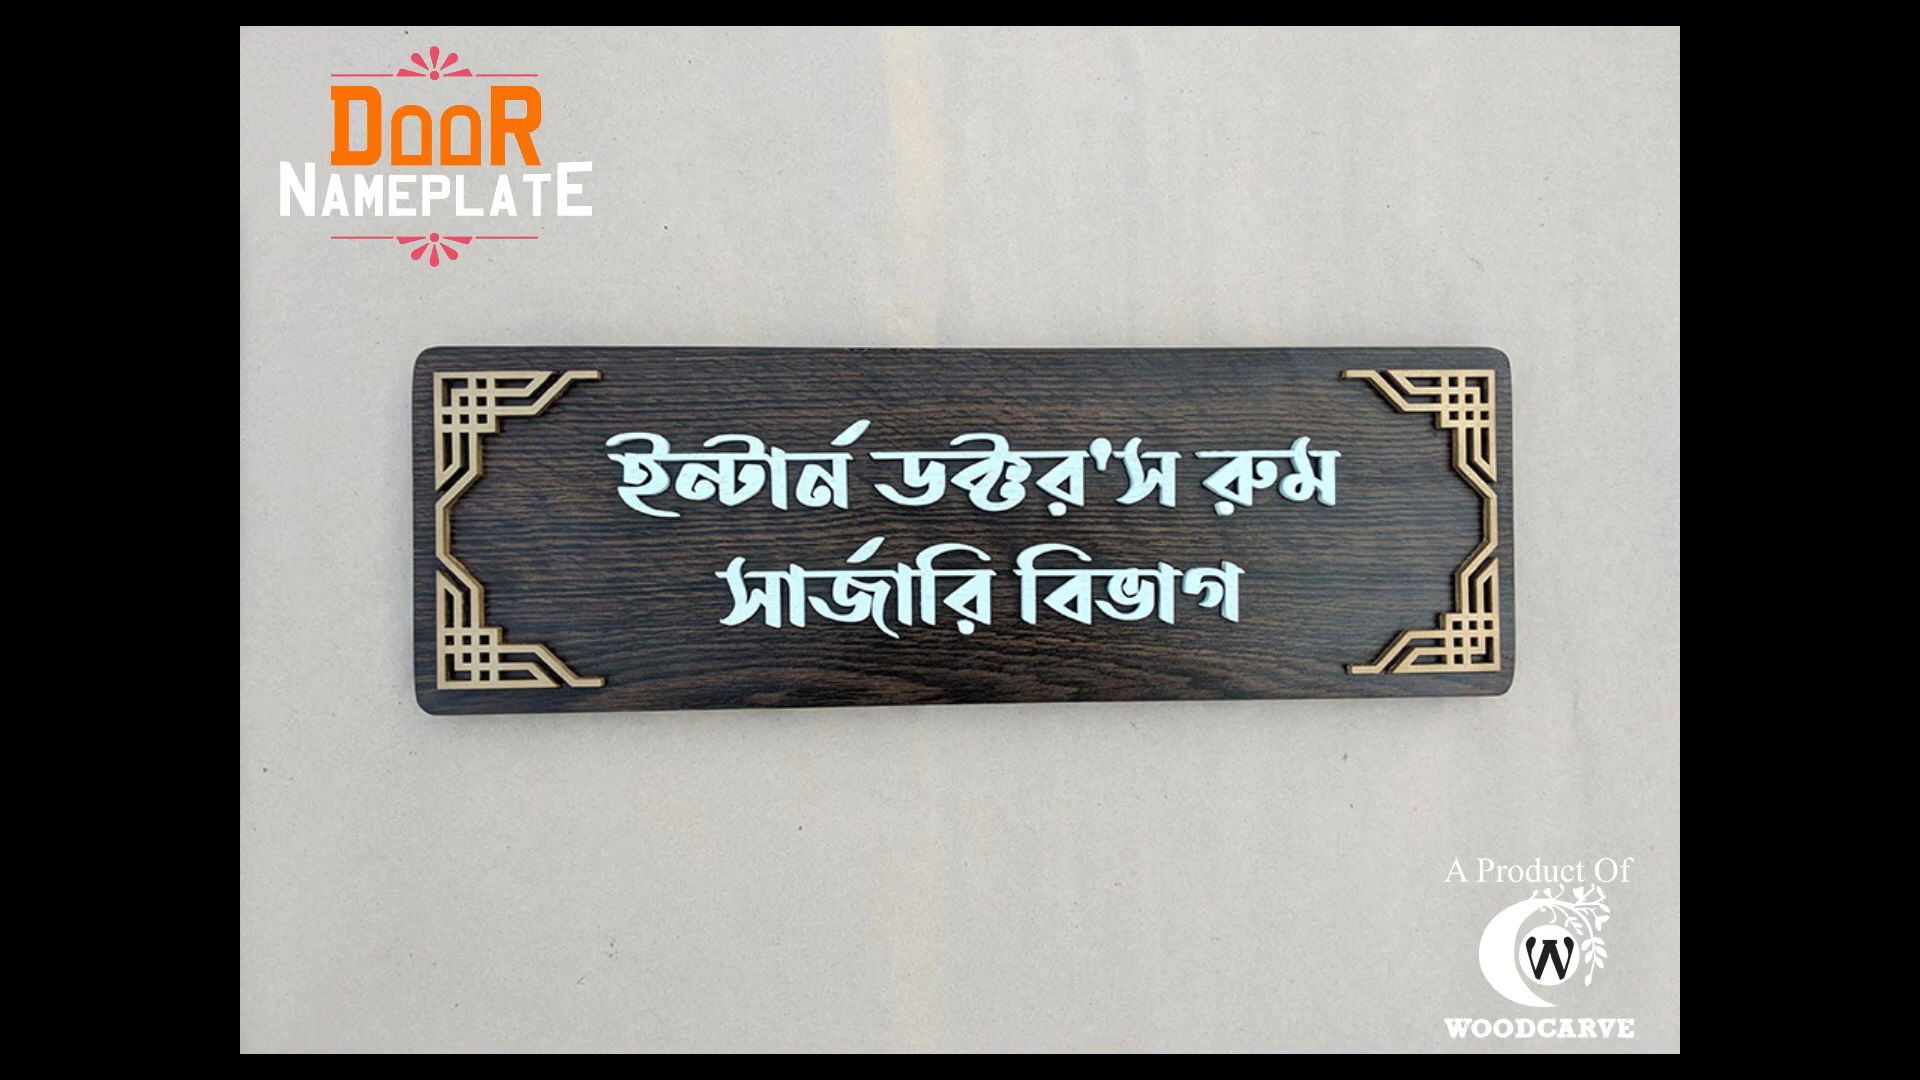 DooR
NAMEPLATE
ইন্টার্ন ডক্টর'স রুম
সার্জারি বিভাগ
A Product Of
W
WOODCARVE